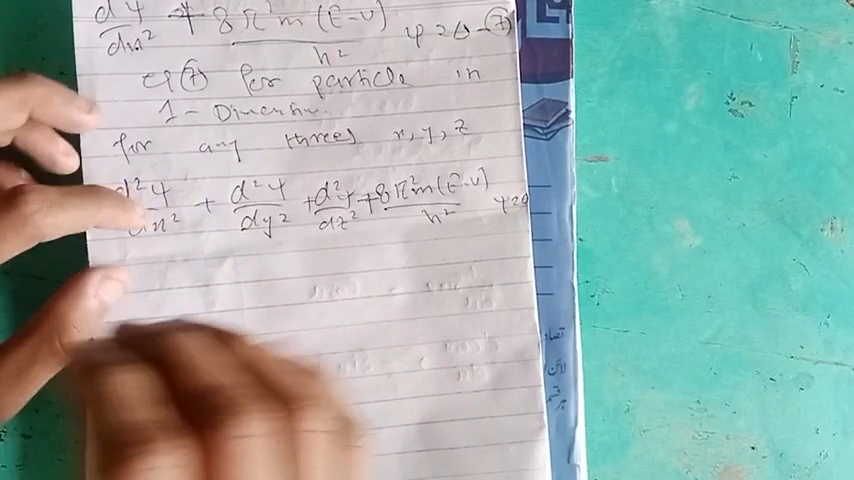 d²ψ/dx² + 8π²m(E-U)/h² ψ=0 -(7)
eq(7) for particle in
1 - Dimension
for any threes x, y, z
d²ψ/dx² + d²ψ/dy² + d²ψ/dz² + 8π²m(E-U)/h² ψ=0